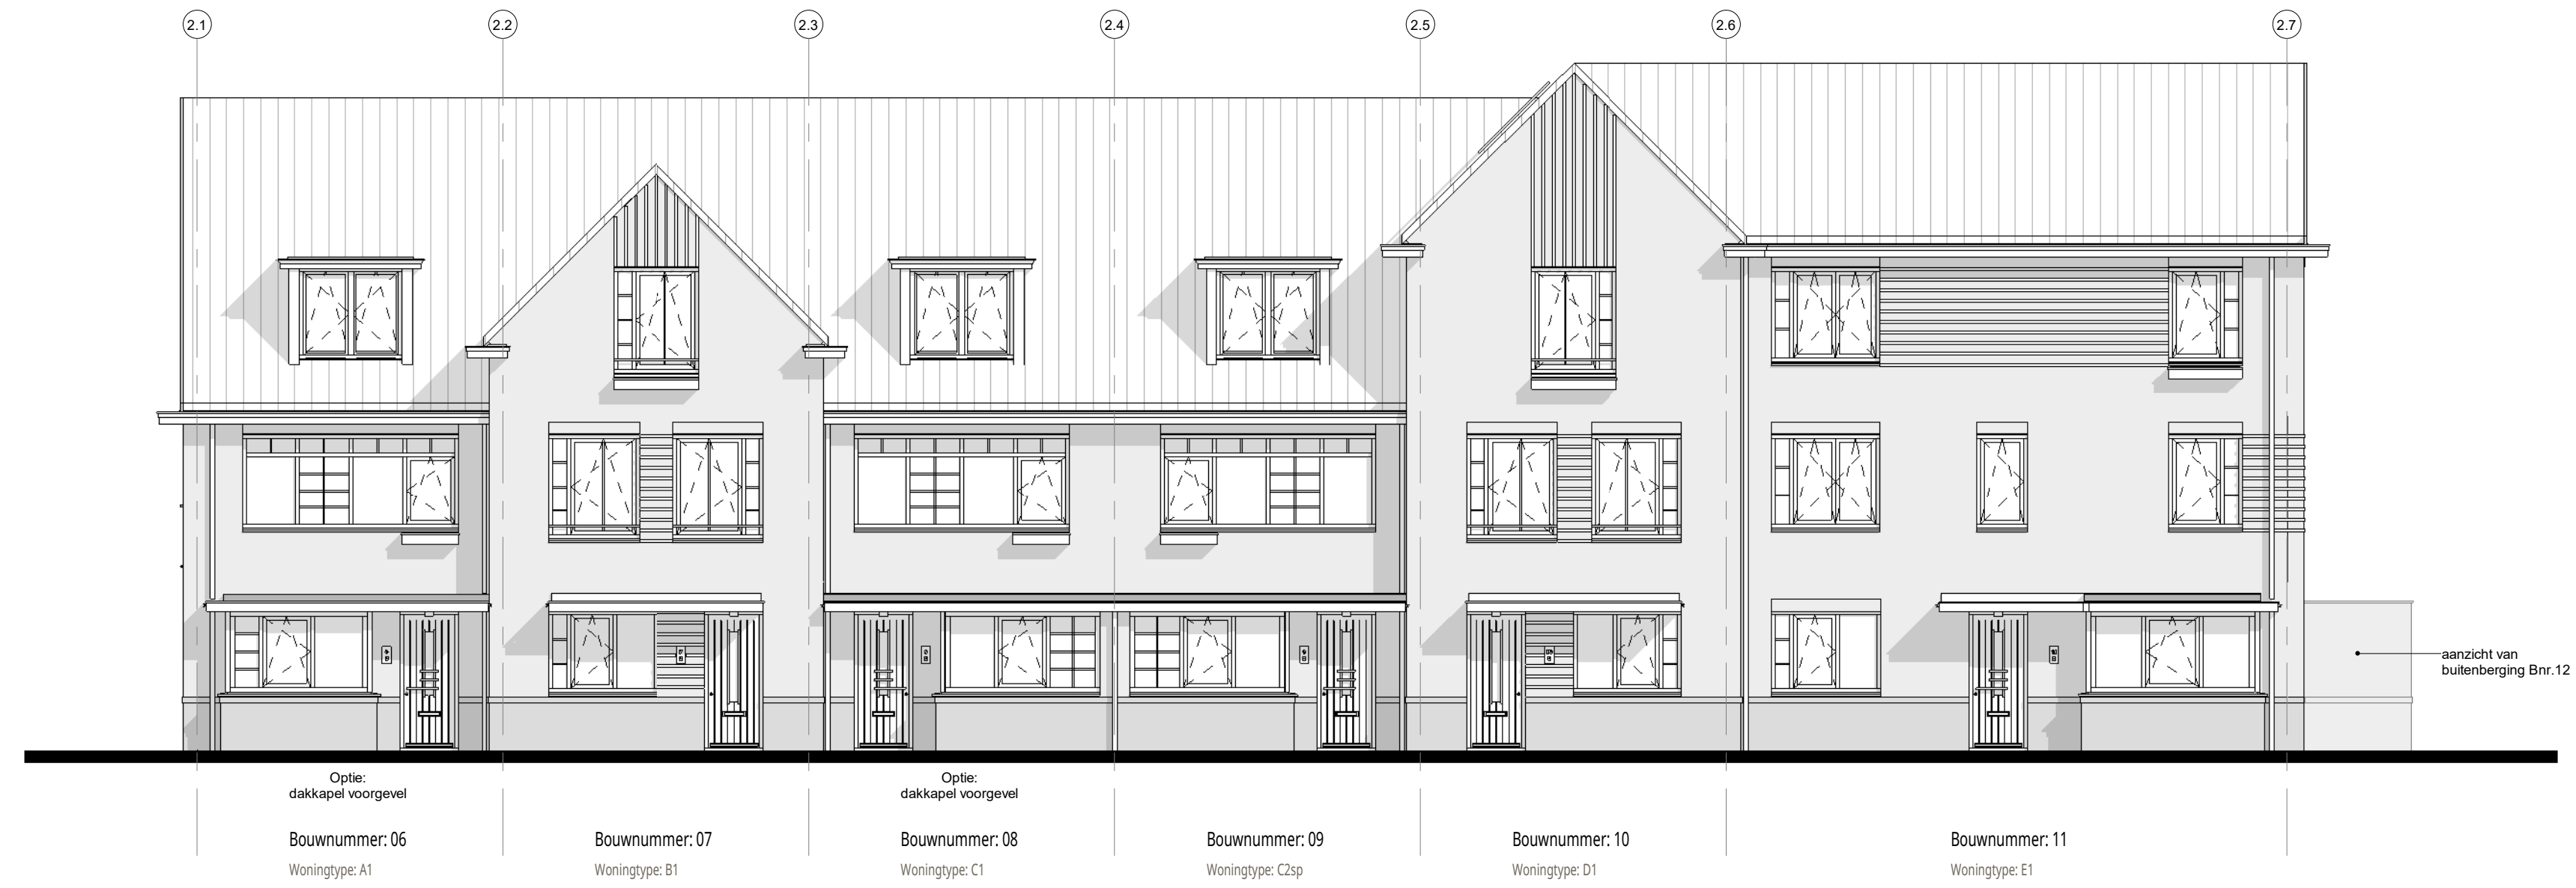 2.1
2.2
2.3
2.4
2.5
2.6
2.7
aanzicht van
buitenberging Bnr.12
Optie:
dakkapel voorgevel
Optie:
dakkapel voorgevel
Bouwnummer: 06
Woningtype: A1
Bouwnummer: 07
Woningtype: B1
Bouwnummer: 08
Woningtype: C1
Bouwnummer: 09
Woningtype: C2sp
Bouwnummer: 10
Woningtype: D1
Bouwnummer: 11
Woningtype: E1